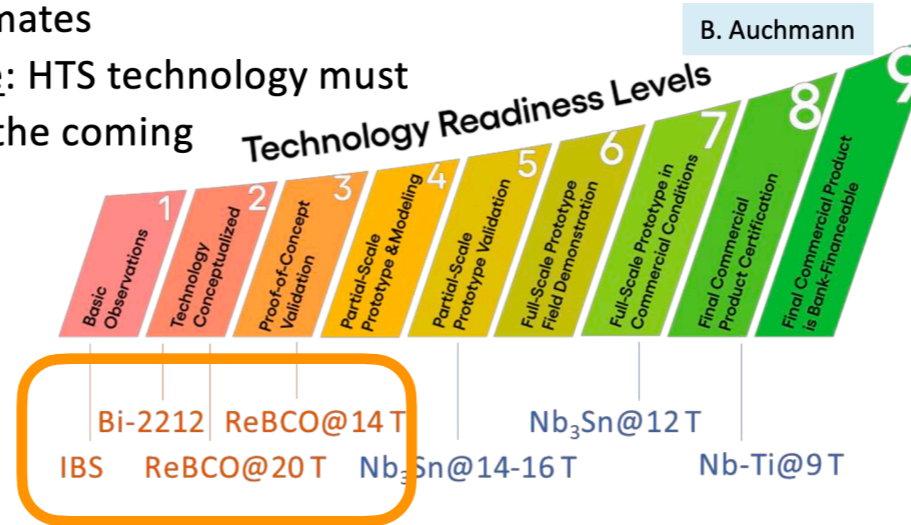 B. Auchmann
: HTS technology must
the coming
Technology Readiness Levels
1
Basic
Observations
2
Technology
Conceptualized
3
Proof-of-Concept
Validation
4
Partial-Scale
Prototype & Modeling
5
Partial-Scale
Prototype Validation
6
Full-Scale Prototype
Field Demonstration
7
Full-Scale Prototype in
Commercial Conditions
8
Final Commercial
Product Certification
9
Final Commercial Product
is Bank-Financeable
Bi-2212 ReBCO@14 T
Nb₃Sn@12 T
IBS ReBCO@20 T
Nb₃Sn@14-16 T
Nb-Ti@9 T